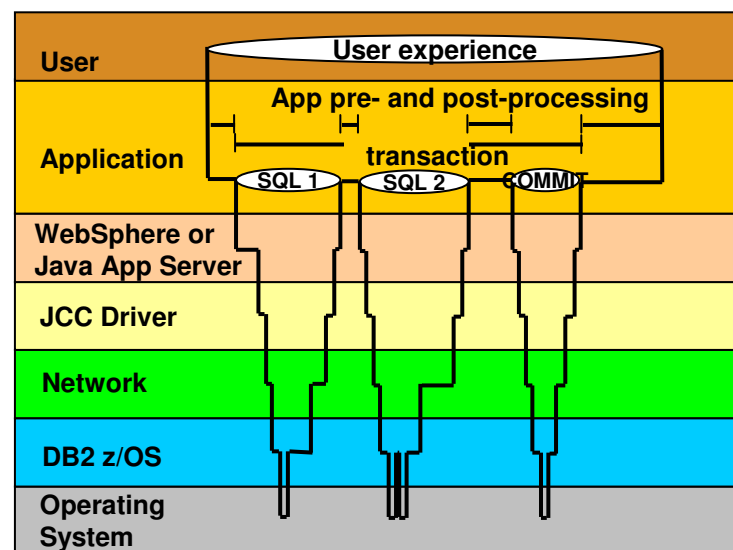 User
User experience
App pre- and post-processing
Application
transaction
SQL 1
SQL 2
COMMIT
WebSphere or
Java App Server
JCC Driver
Network
DB2 z/OS
Operating
System